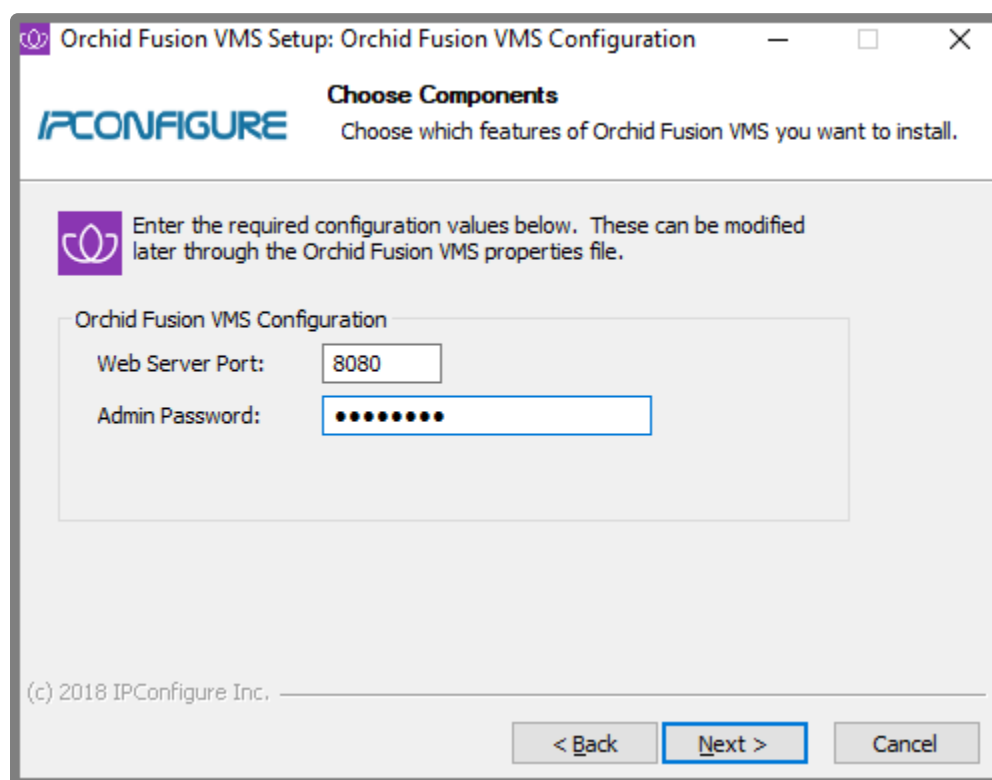 Orchid Fusion VMS Setup: Orchid Fusion VMS Configuration
IPCONFIGURE
Choose Components
Choose which features of Orchid Fusion VMS you want to install.
Enter the required configuration values below.  These can be modified
later through the Orchid Fusion VMS properties file.
Orchid Fusion VMS Configuration
Web Server Port: 8080
Admin Password: ●●●●●●●●
(c) 2018 IPConfigure Inc.
< Back Next > Cancel